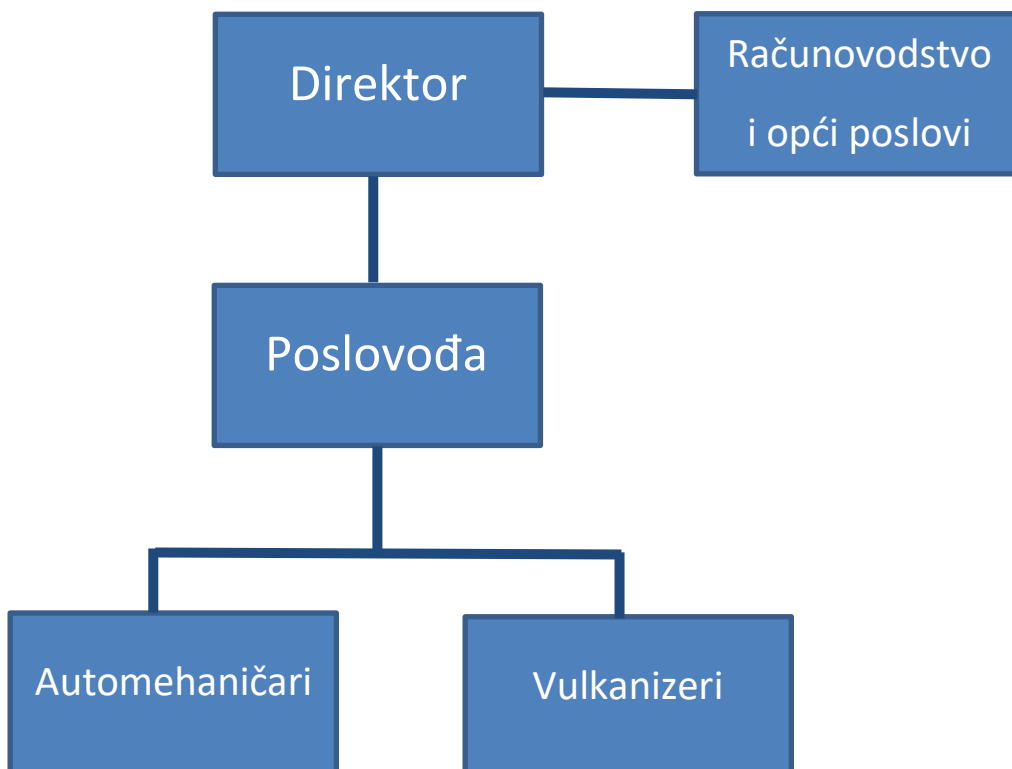 Direktor
Računovodstvo
i opći poslovi
Poslovođa
Automehaničari
Vulkanizeri